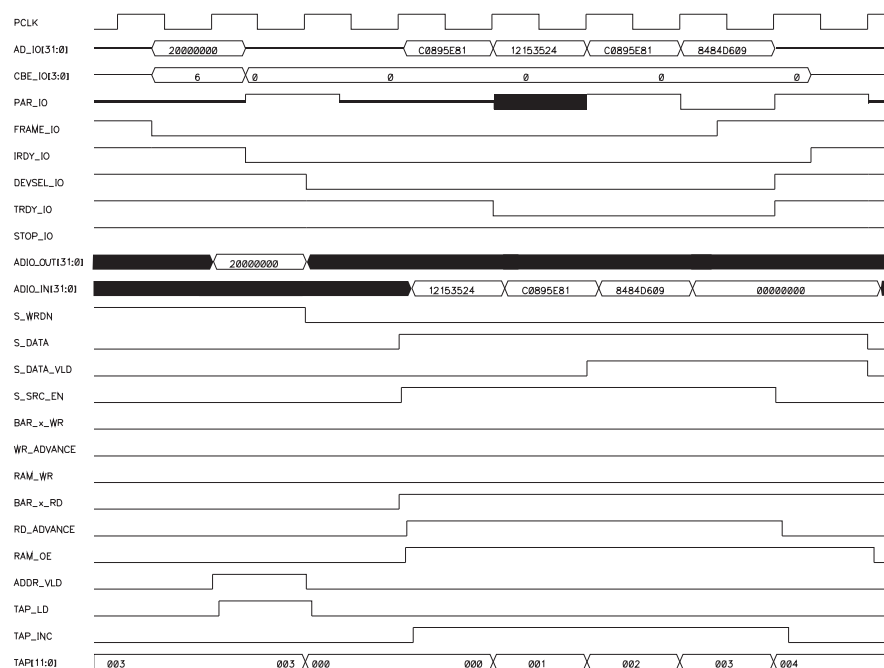 PCLK
AD_IO[31:0] 20000000 C0895E81 12153524 C0895E81 8484D609
CBE_IO[3:0] 6 0 0 0 0 0
PAR_IO
FRAME_IO
IRDY_IO
DEVSEL_IO
TRDY_IO
STOP_IO
ADIO_OUT[31:0] 20000000
ADIO_IN[31:0] 12153524 C0895E81 8484D609 00000000
S_WRDN
S_DATA
S_DATA_VLD
S_SRC_EN
BAR_x_WR
WR_ADVANCE
RAM_WR
BAR_x_RD
RD_ADVANCE
RAM_OE
ADDR_VLD
TAP_LD
TAP_INC
TAP[11:0] 003 003 000 000 001 002 003 004